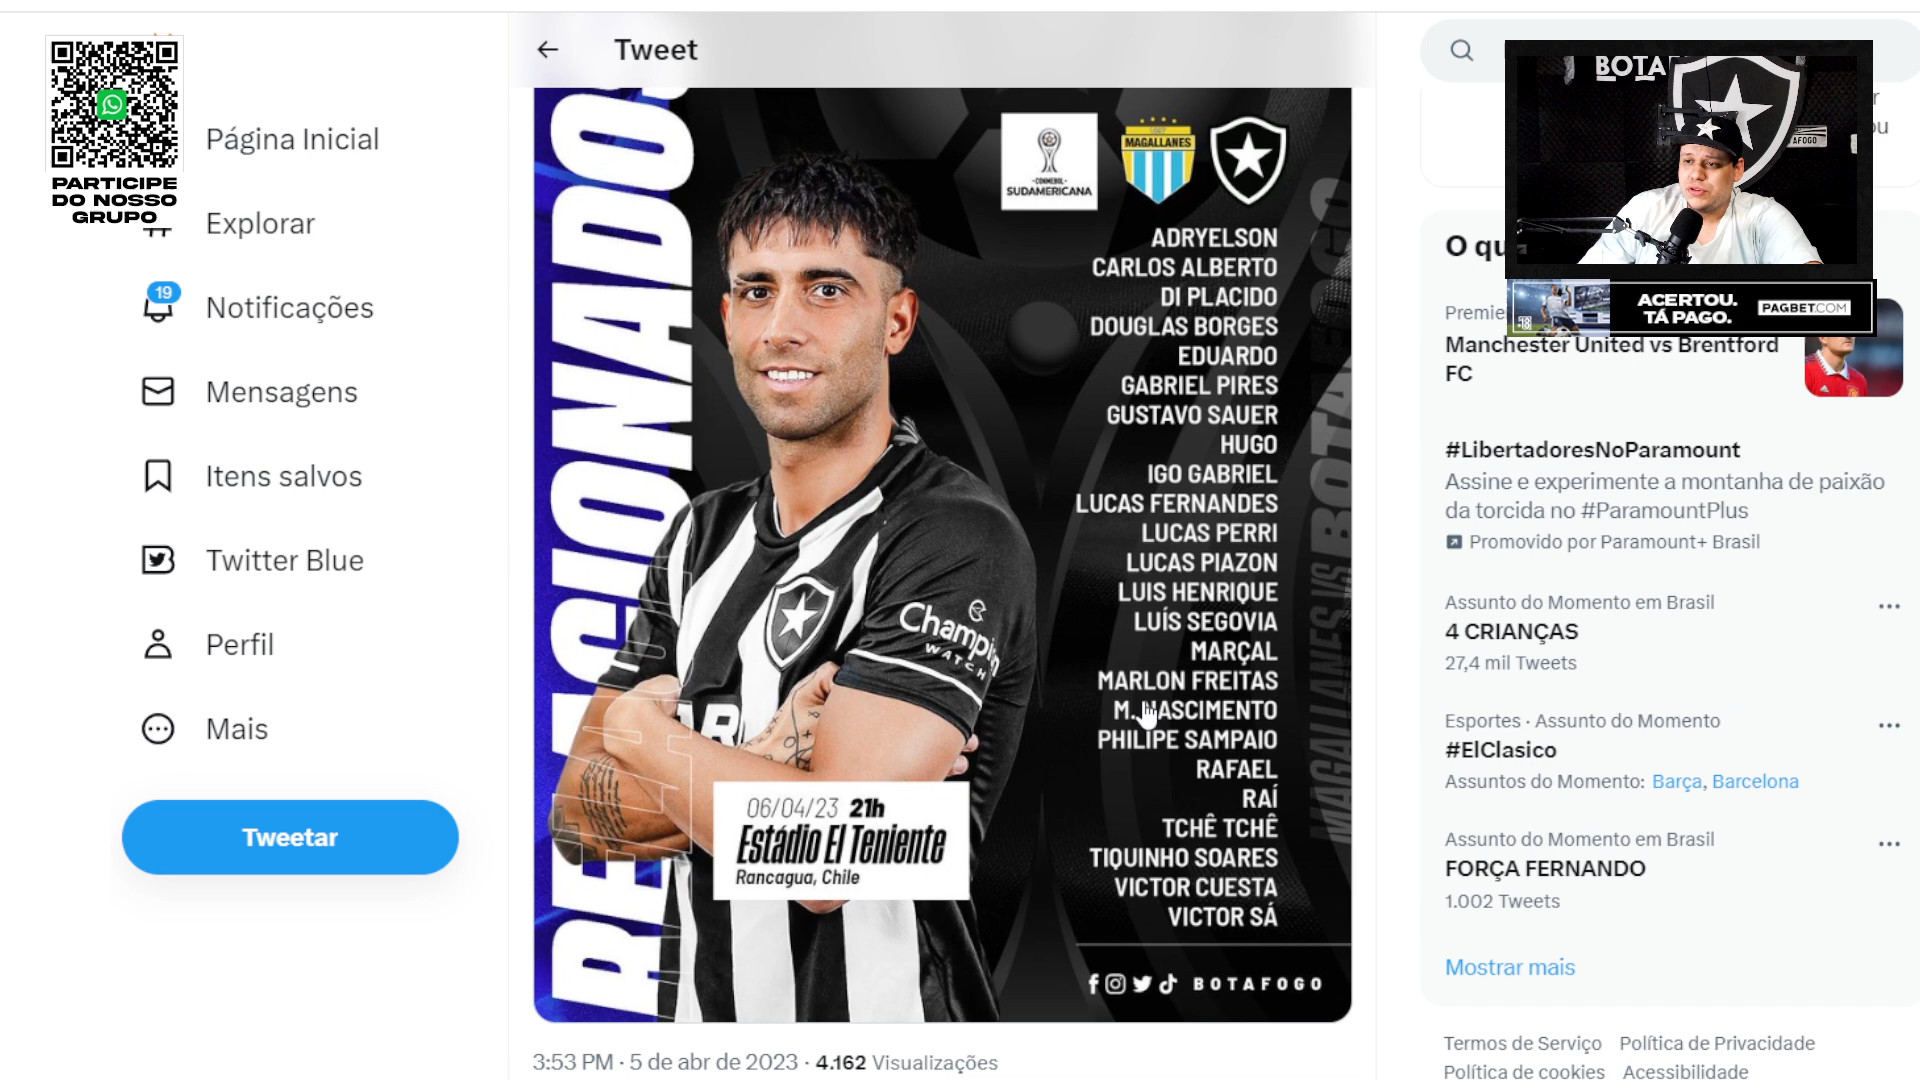 PARTICIPE
DO NOSSO
GRUPO
Página Inicial
Explorar
19
Notificações
Mensagens
Itens salvos
Twitter Blue
Perfil
Mais
Tweetar
Tweet
RELACIONADOS
CONMEBOL
SUDAMERICANA
MAGALLANES
ADRYELSON
CARLOS ALBERTO
DI PLACIDO
DOUGLAS BORGES
EDUARDO
GABRIEL PIRES
GUSTAVO SAUER
HUGO
IGO GABRIEL
LUCAS FERNANDES
LUCAS PERRI
LUCAS PIAZON
LUIS HENRIQUE
LUÍS SEGOVIA
MARÇAL
MARLON FREITAS
M. NASCIMENTO
PHILIPE SAMPAIO
RAFAEL
RAÍ
TCHÊ TCHÊ
TIQUINHO SOARES
VICTOR CUESTA
VICTOR SÁ
MAGALLANES VS BOTAFOGO
Champion
WATCH
06/04/23 21h
Estádio El Teniente
Rancagua, Chile
BOTAFOGO
3:53 PM · 5 de abr de 2023 · 4.162 Visualizações
BOTA
ACERTOU.
TÁ PAGO.
PAGBET.COM
O qu
Premie
Manchester United vs Brentford
FC
#LibertadoresNoParamount
Assine e experimente a montanha de paixão
da torcida no #ParamountPlus
Promovido por Paramount+ Brasil
Assunto do Momento em Brasil
4 CRIANÇAS
27,4 mil Tweets
Esportes · Assunto do Momento
#ElClasico
Assuntos do Momento: Barça, Barcelona
Assunto do Momento em Brasil
FORÇA FERNANDO
1.002 Tweets
Mostrar mais
Termos de Serviço Política de Privacidade
Política de cookies Acessibilidade